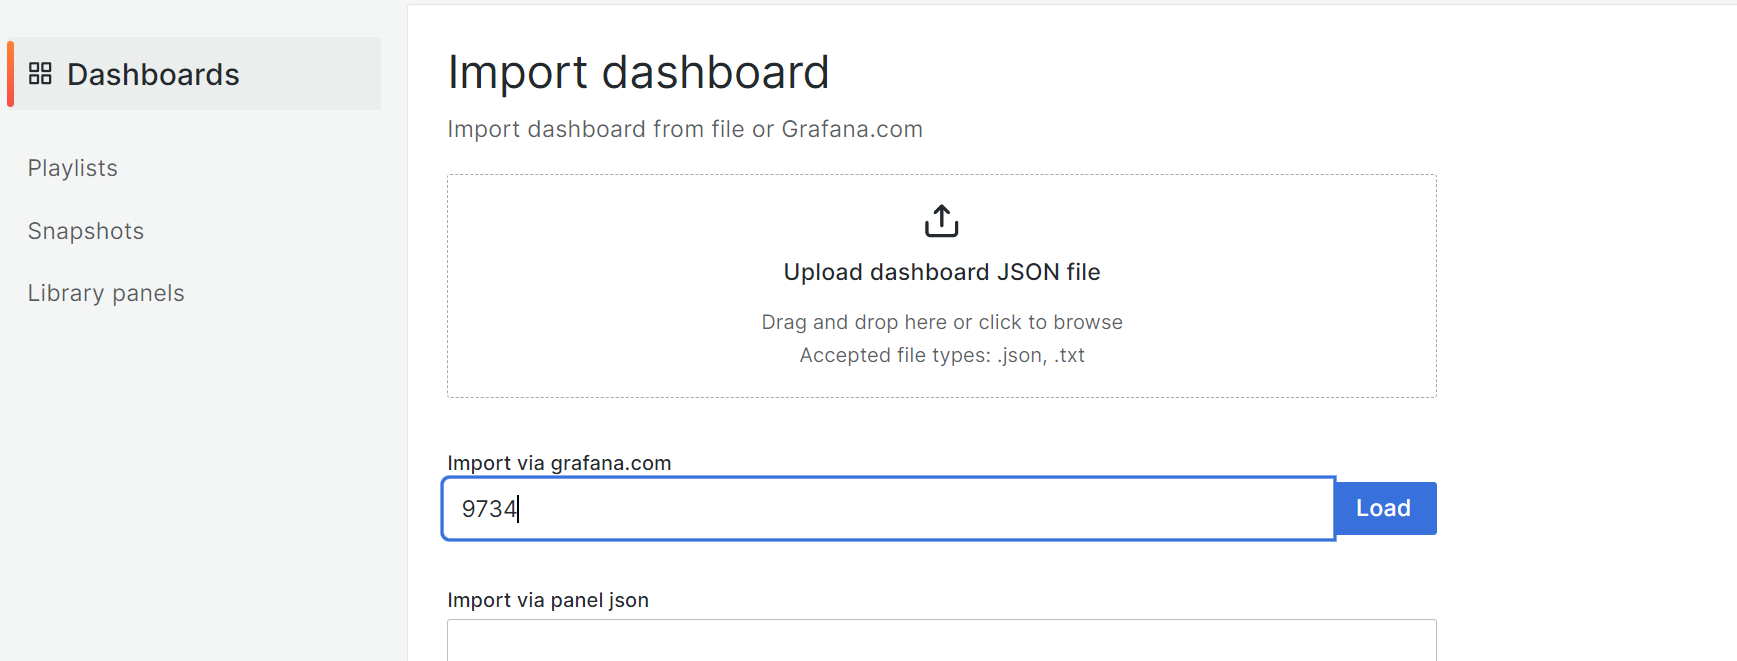 Dashboards
Playlists
Snapshots
Library panels
Import dashboard
Import dashboard from file or Grafana.com
Upload dashboard JSON file
Drag and drop here or click to browse
Accepted file types: .json, .txt
Import via grafana.com
9734
Load
Import via panel json